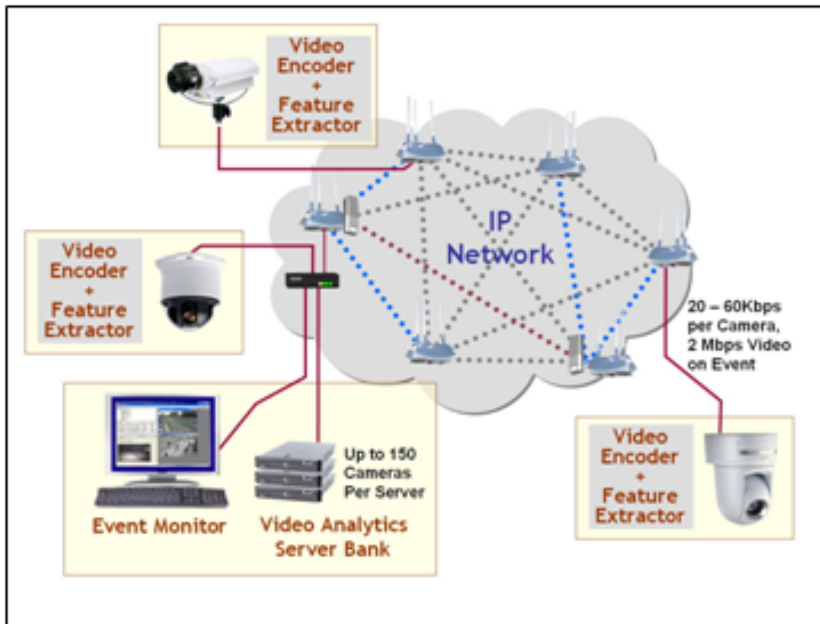 Video
Encoder
+
Feature
Extractor
IP
Network
Video
Encoder
+
Feature
Extractor
20 – 60Kbps
per Camera,
2 Mbps Video
on Event
Up to 150
Cameras
Per Server
Event Monitor
Video Analytics
Server Bank
Video
Encoder
+
Feature
Extractor